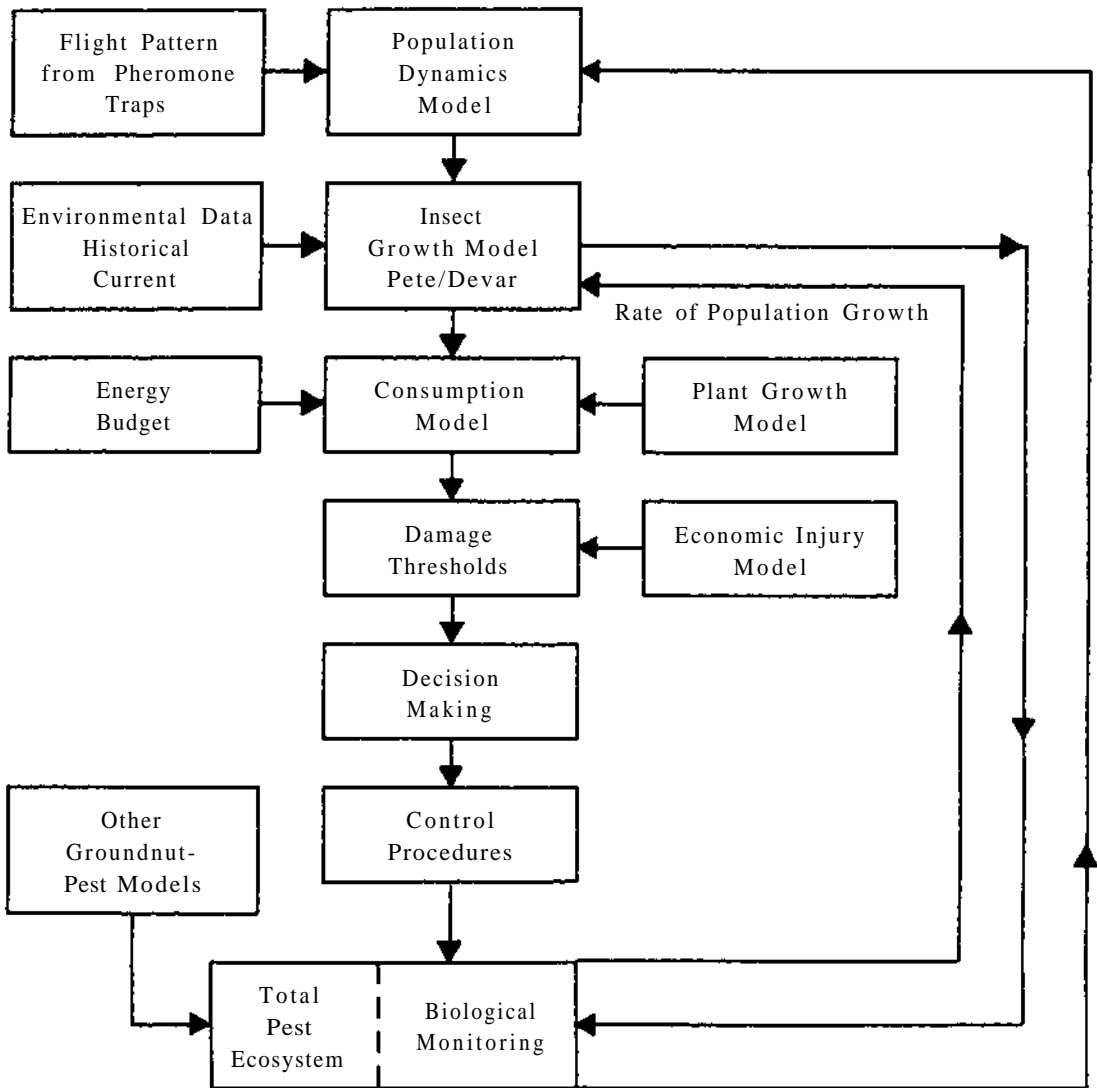 Flight Pattern
from Pheromone
Traps
Population
Dynamics
Model
Environmental Data
Historical
Current
Insect
Growth Model
Pete/Devar
Rate of Population Growth
Energy
Budget
Consumption
Model
Plant Growth
Model
Damage
Thresholds
Economic Injury
Model
Decision
Making
Other
Groundnut-
Pest Models
Control
Procedures
Total
Pest
Ecosystem
Biological
Monitoring